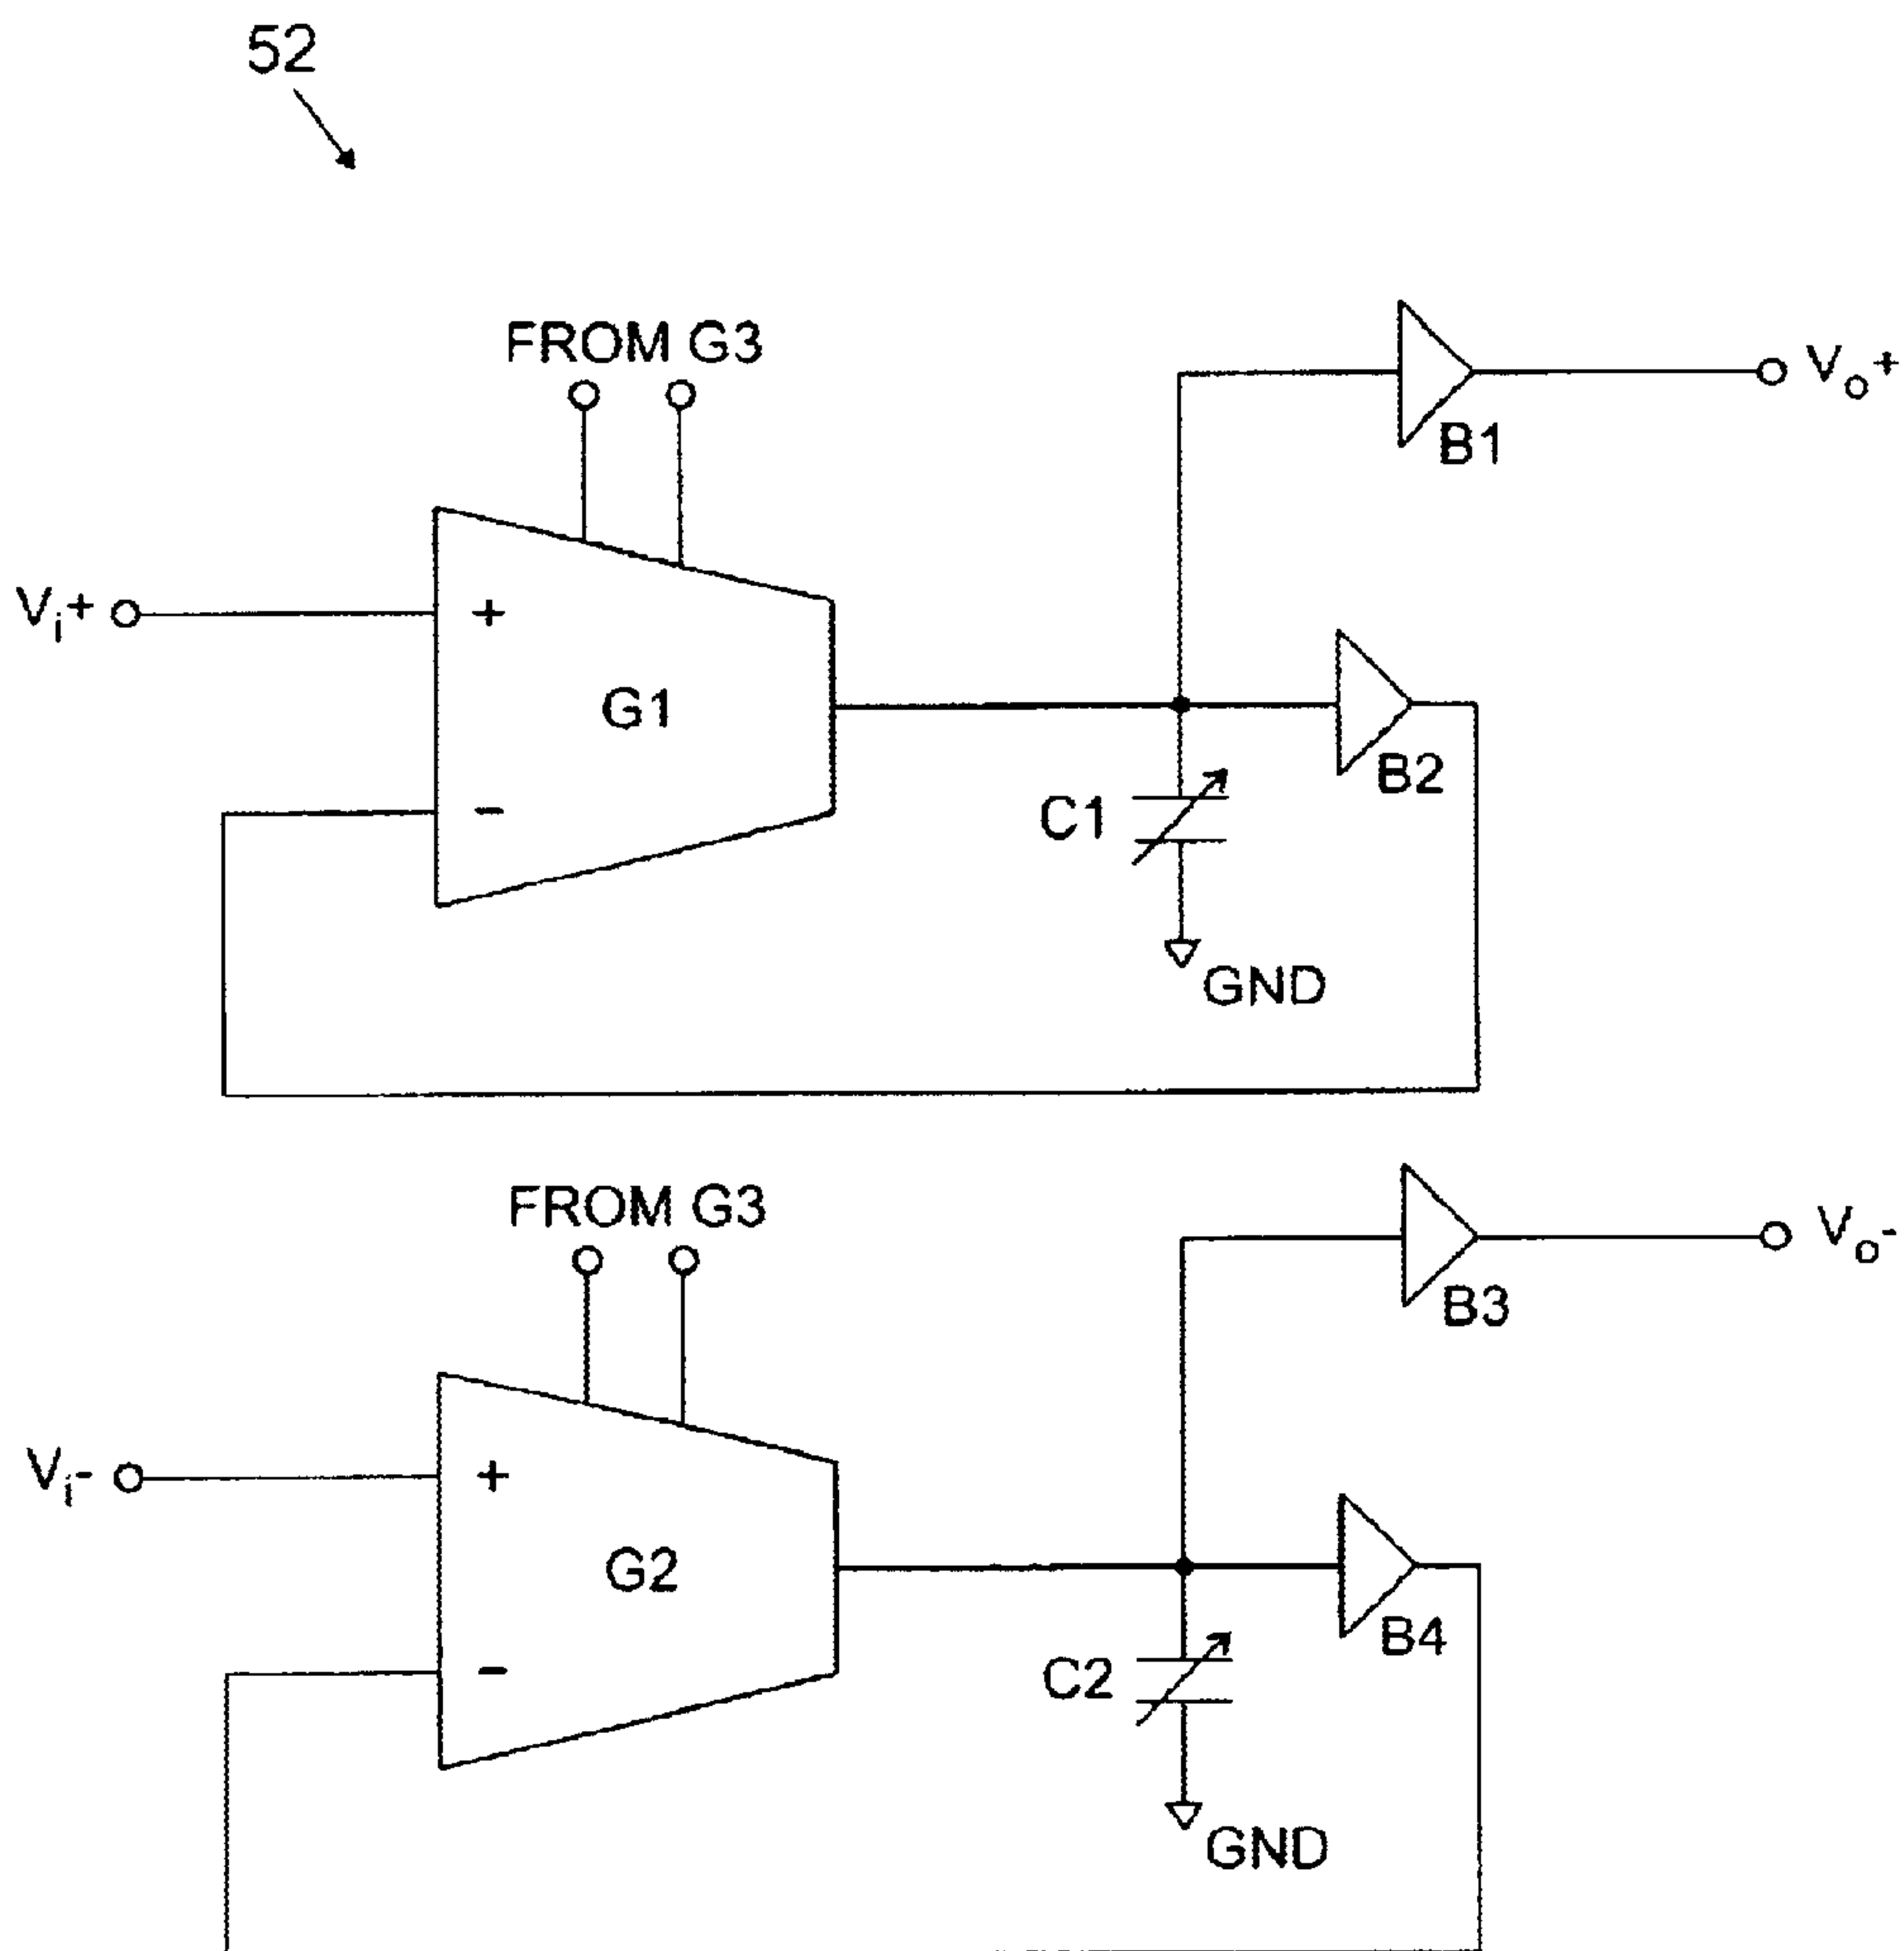 52
FROM G3
Vo+
B1
Vi+
+
G1
B2
C1
-
GND
FROM G3
Vo-
B3
Vi-
+
G2
B4
C2
-
GND